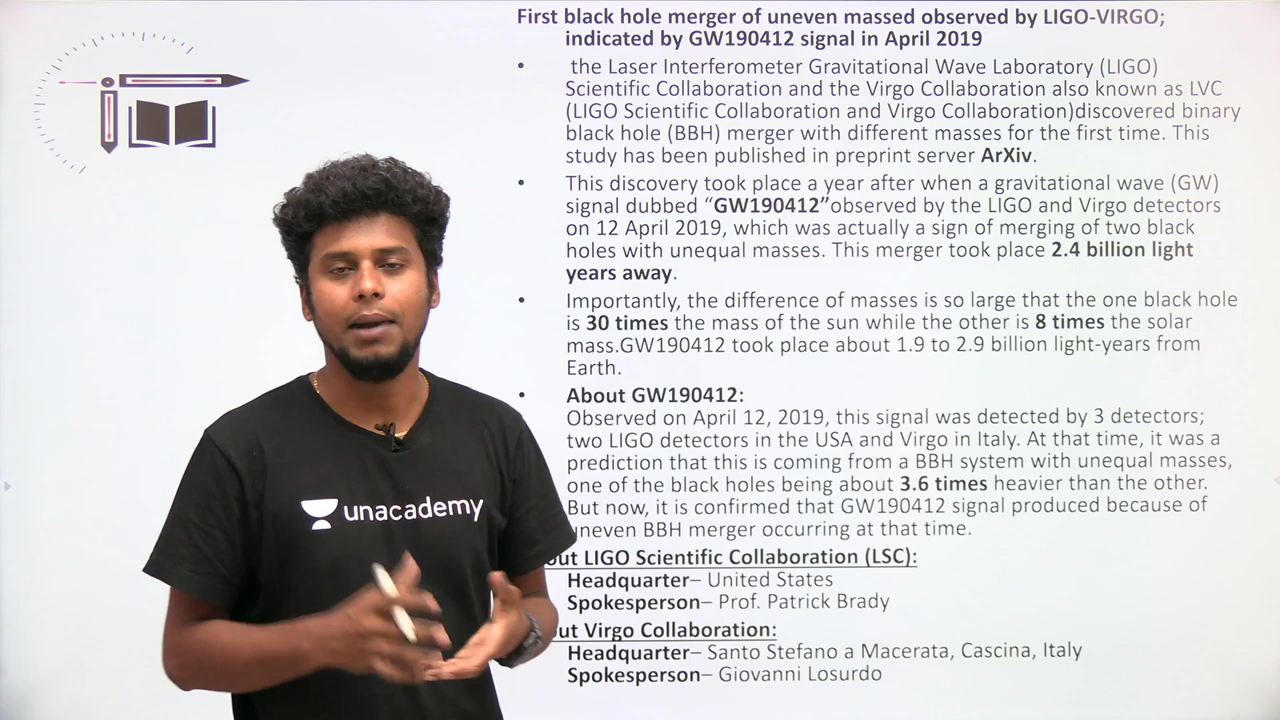 First black hole merger of uneven massed observed by LIGO-VIRGO;
indicated by GW190412 signal in April 2019
• the Laser Interferometer Gravitational Wave Laboratory (LIGO)
Scientific Collaboration and the Virgo Collaboration also known as LVC
(LIGO Scientific Collaboration and Virgo Collaboration)discovered binary
black hole (BBH) merger with different masses for the first time. This
study has been published in preprint server ArXiv.
• This discovery took place a year after when a gravitational wave (GW)
signal dubbed “GW190412”observed by the LIGO and Virgo detectors
on 12 April 2019, which was actually a sign of merging of two black
holes with unequal masses. This merger took place 2.4 billion light
years away.
• Importantly, the difference of masses is so large that the one black hole
is 30 times the mass of the sun while the other is 8 times the solar
mass.GW190412 took place about 1.9 to 2.9 billion light-years from
Earth.
• About GW190412:
Observed on April 12, 2019, this signal was detected by 3 detectors;
two LIGO detectors in the USA and Virgo in Italy. At that time, it was a
prediction that this is coming from a BBH system with unequal masses,
one of the black holes being about 3.6 times heavier than the other.
But now, it is confirmed that GW190412 signal produced because of
uneven BBH merger occurring at that time.
out LIGO Scientific Collaboration (LSC):
Headquarter– United States
Spokesperson– Prof. Patrick Brady
out Virgo Collaboration:
Headquarter– Santo Stefano a Macerata, Cascina, Italy
Spokesperson– Giovanni Losurdo
unacademy